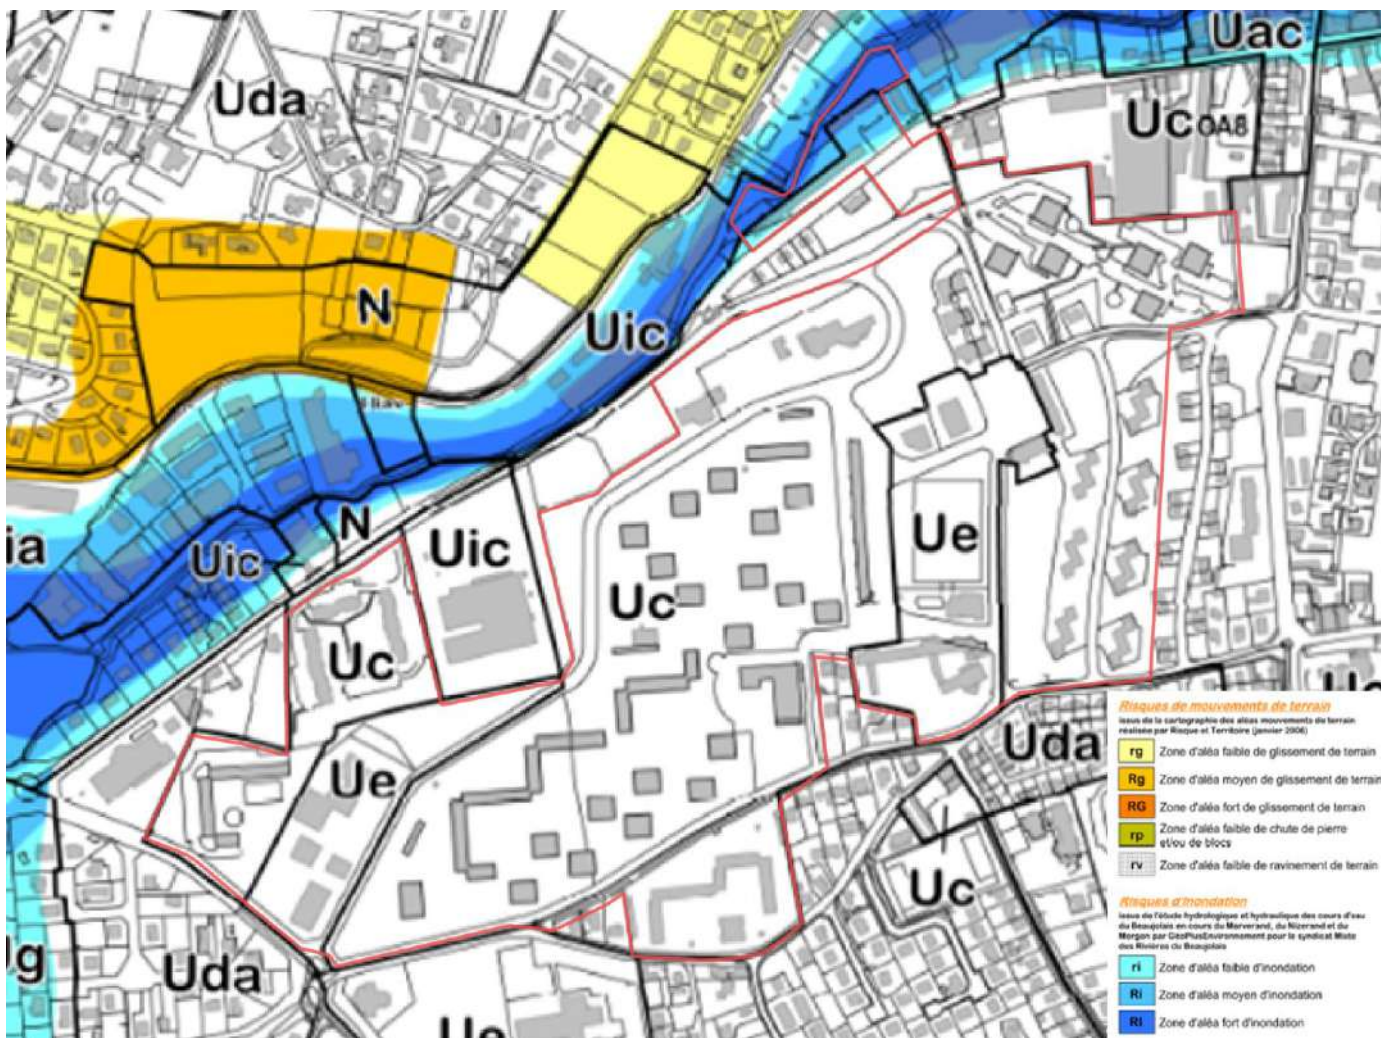 Uac
Uda
Uc OA8
N
Uic
ia
Uic
N
Uic
Ue
Uc
Uc
Ue
Uda
Uc
Uda
Risques de mouvements de terrain
issus de la cartographie des aléas mouvements de terrain
réalisée par Risque et Territoire (janvier 2006)
rg Zone d'aléa faible de glissement de terrain
Rg Zone d'aléa moyen de glissement de terrain
RG Zone d'aléa fort de glissement de terrain
rp Zone d'aléa faible de chute de pierre
et/ou de blocs
rv Zone d'aléa faible de ravinement de terrain
Risques d'inondation
issus de l'étude hydrologique et hydraulique des cours d'eau
du Beaujolais en cours du Marverand, du Nizerand et du
Morgon par GéoPlusEnvironnement pour le syndicat Mixte
des Rivières du Beaujolais
ri Zone d'aléa faible d'inondation
Ri Zone d'aléa moyen d'inondation
RI Zone d'aléa fort d'inondation